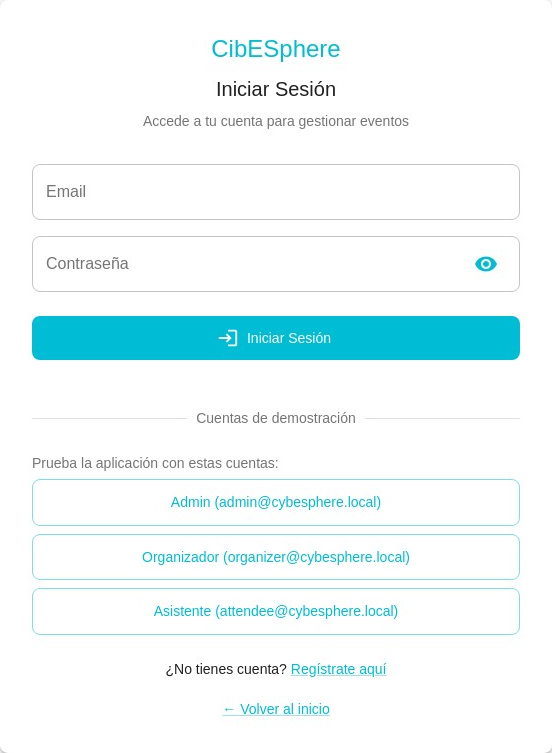 CibESphere
Iniciar Sesión
Accede a tu cuenta para gestionar eventos
Email
Contraseña
Iniciar Sesión
Cuentas de demostración
Prueba la aplicación con estas cuentas:
Admin (admin@cybesphere.local)
Organizador (organizer@cybesphere.local)
Asistente (attendee@cybesphere.local)
¿No tienes cuenta? Regístrate aquí
← Volver al inicio